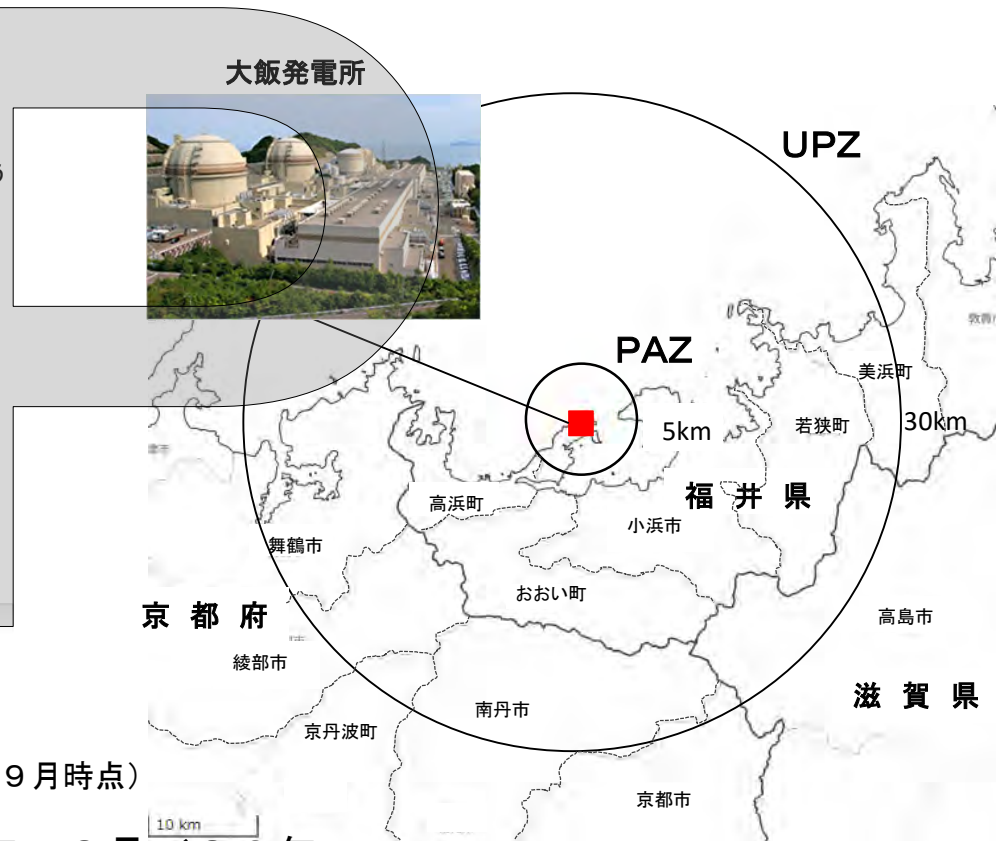 大飯発電所
UPZ
PAZ
美浜町
5km
若狭町
30km
福井県
高浜町
小浜市
舞鶴市
おおい町
京都府
高島市
綾部市
滋賀県
南丹市
京丹波町
９月時点）
京都市
10 km